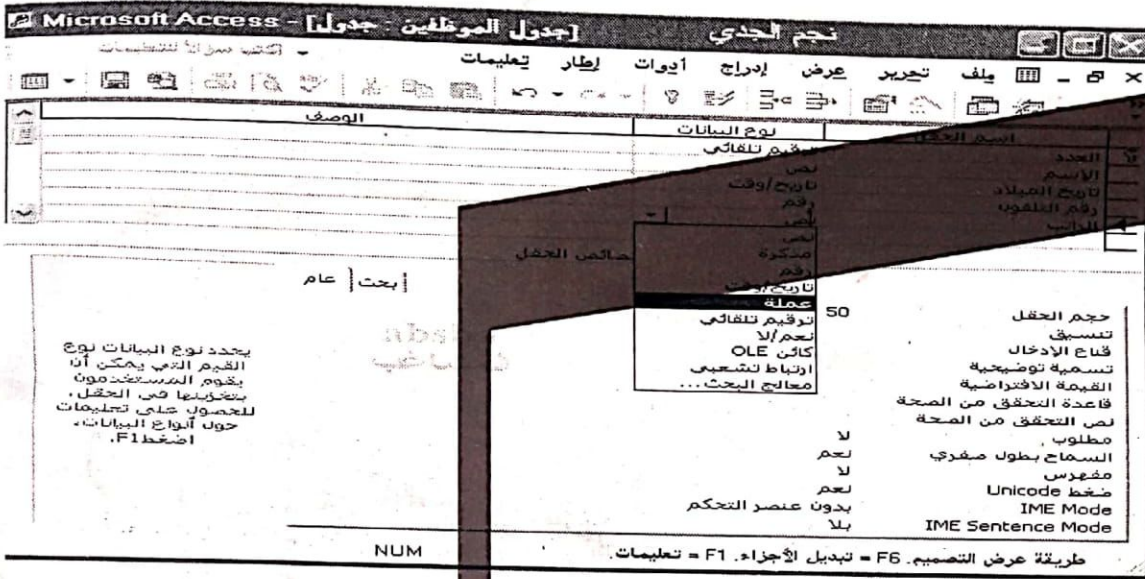 Microsoft Access - [جدول الموظفين : جدول]
نجم الجدي
ملف تحرير عرض إدراج أدوات إطار تعليمات
اكتب سؤالاً للتعليمات
اسم الحقل نوع البيانات الوصف
العدد ترقيم تلقائي
الإسم نص
تاريخ الميلاد تاريخ/وقت
رقم التلفون رقم
الراتب نص
نص
مذكرة
رقم
تاريخ/وقت
عملة
ترقيم تلقائي
نعم/لا
كائن OLE
ارتباط تشعبي
معالج البحث...
خصائص الحقل
عام بحث
حجم الحقل 50
تنسيق
قناع الإدخال
تسمية توضيحية
القيمة الافتراضية
قاعدة التحقق من الصحة
نص التحقق من الصحة
مطلوب لا
السماح بطول صفري نعم
مفهرس لا
ضغط Unicode نعم
IME Mode بدون عنصر التحكم
IME Sentence Mode بلا
يحدد نوع البيانات نوع
القيم التي يمكن أن
يقوم المستخدمون
بتخزينها في الحقل.
للحصول على تعليمات
حول أنواع البيانات،
اضغط F1.
طريقة عرض التصميم. F6 = تبديل الأجزاء. F1 = تعليمات.
NUM